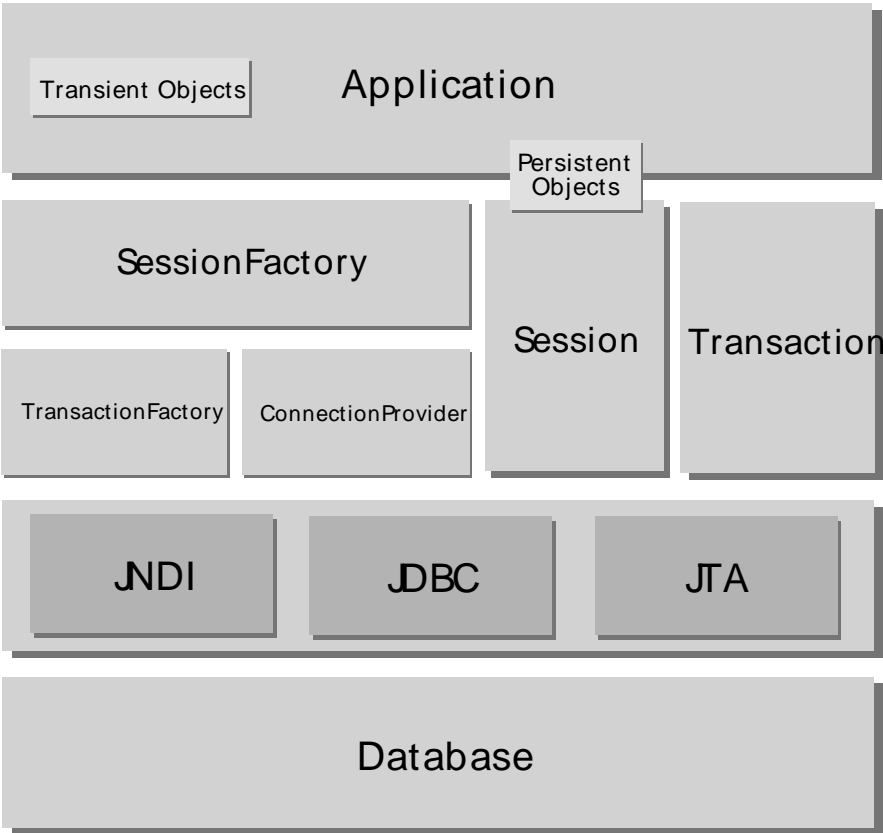 Transient Objects
Application
Persistent
Objects
SessionFactory
Session
Transaction
TransactionFactory
ConnectionProvider
JNDI
JDBC
JTA
Database